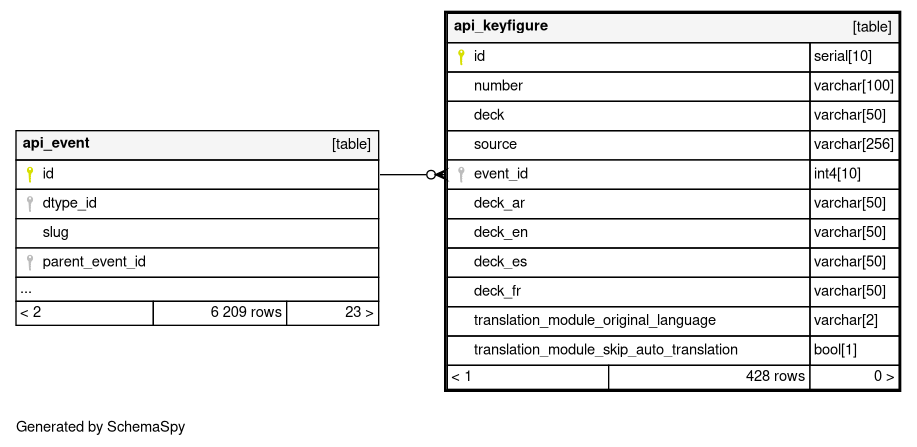 api_keyfigure [table]
id serial[10]
number varchar[100]
deck varchar[50]
source varchar[256]
event_id int4[10]
deck_ar varchar[50]
deck_en varchar[50]
deck_es varchar[50]
deck_fr varchar[50]
translation_module_original_language varchar[2]
translation_module_skip_auto_translation bool[1]
< 1 428 rows 0 >
api_event [table]
id
dtype_id
slug
parent_event_id
...
< 2 6 209 rows 23 >
Generated by SchemaSpy